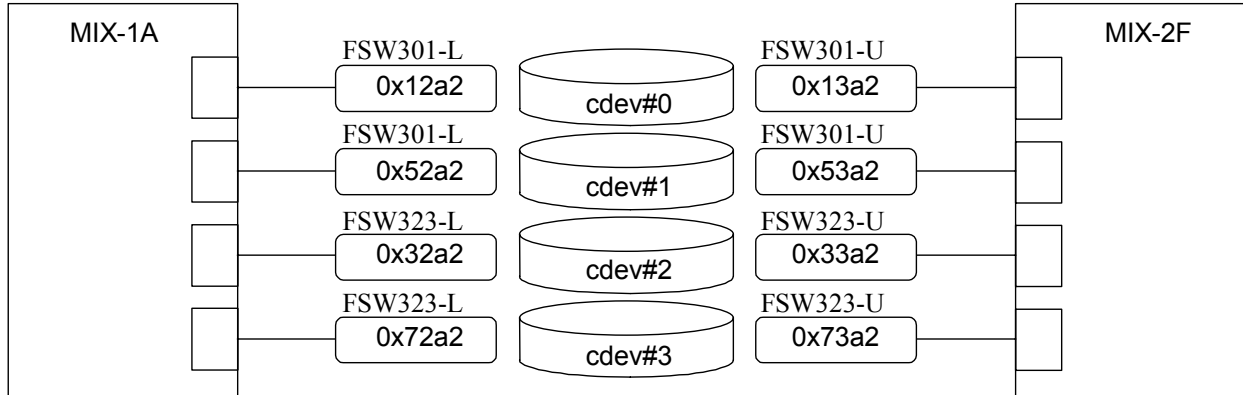 MIX-1A MIX-2F
FSW301-L FSW301-U
0x12a2 cdev#0 0x13a2
FSW301-L FSW301-U
0x52a2 cdev#1 0x53a2
FSW323-L FSW323-U
0x32a2 cdev#2 0x33a2
FSW323-L FSW323-U
0x72a2 cdev#3 0x73a2